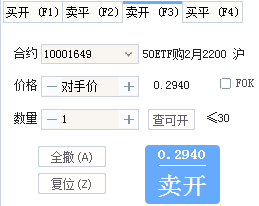 买开 (F1) 卖平 (F2) 卖开 (F3) 买平 (F4)
合约 10001649 50ETF购2月2200 沪
价格 — 对手价 + 0.2940 FOK
数量 — 1 + 查可开 ≤30
全撤(A)
复位(Z)
0.2940
卖开